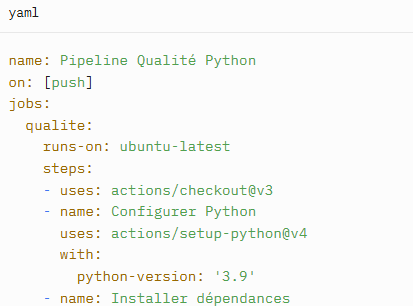 yaml
name: Pipeline Qualité Python
on: [push]
jobs:
  qualite:
    runs-on: ubuntu-latest
    steps:
    - uses: actions/checkout@v3
    - name: Configurer Python
      uses: actions/setup-python@v4
      with:
        python-version: '3.9'
    - name: Installer dépendances